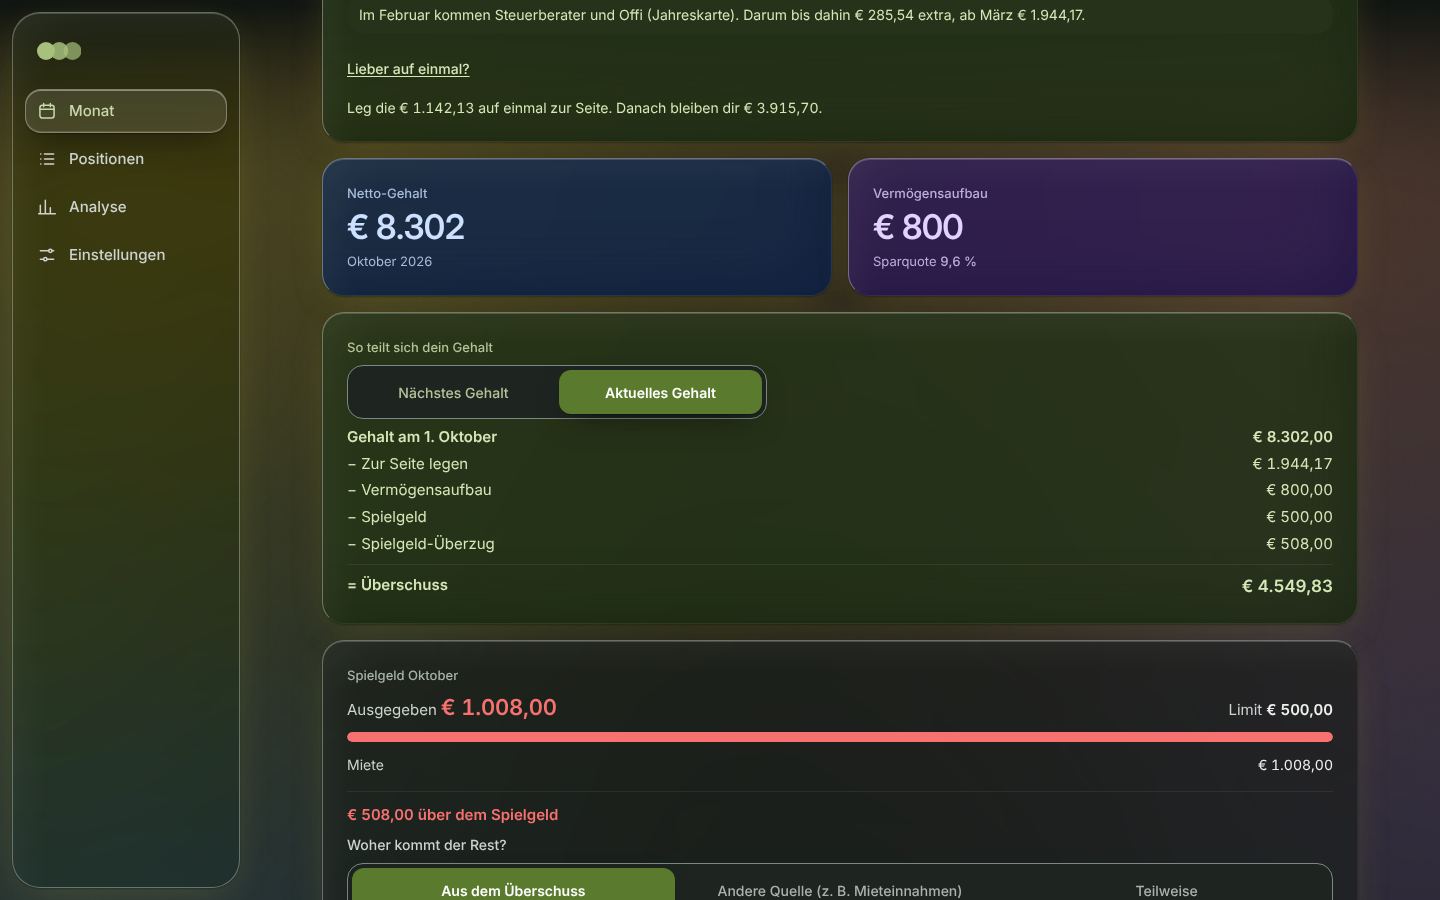 Im Februar kommen Steuerberater und Offi (Jahreskarte). Darum bis dahin € 285,54 extra, ab März € 1.944,17.
Lieber auf einmal?
Leg die € 1.142,13 auf einmal zur Seite. Danach bleiben dir € 3.915,70.
Monat
Positionen
Analyse
Einstellungen
Netto-Gehalt
€ 8.302
Oktober 2026
Vermögensaufbau
€ 800
Sparquote 9,6 %
So teilt sich dein Gehalt
Nächstes Gehalt Aktuelles Gehalt
Gehalt am 1. Oktober € 8.302,00
− Zur Seite legen € 1.944,17
− Vermögensaufbau € 800,00
− Spielgeld € 500,00
− Spielgeld-Überzug € 508,00
= Überschuss € 4.549,83
Spielgeld Oktober
Ausgegeben € 1.008,00 Limit € 500,00
Miete € 1.008,00
€ 508,00 über dem Spielgeld
Woher kommt der Rest?
Aus dem Überschuss Andere Quelle (z. B. Mieteinnahmen) Teilweise